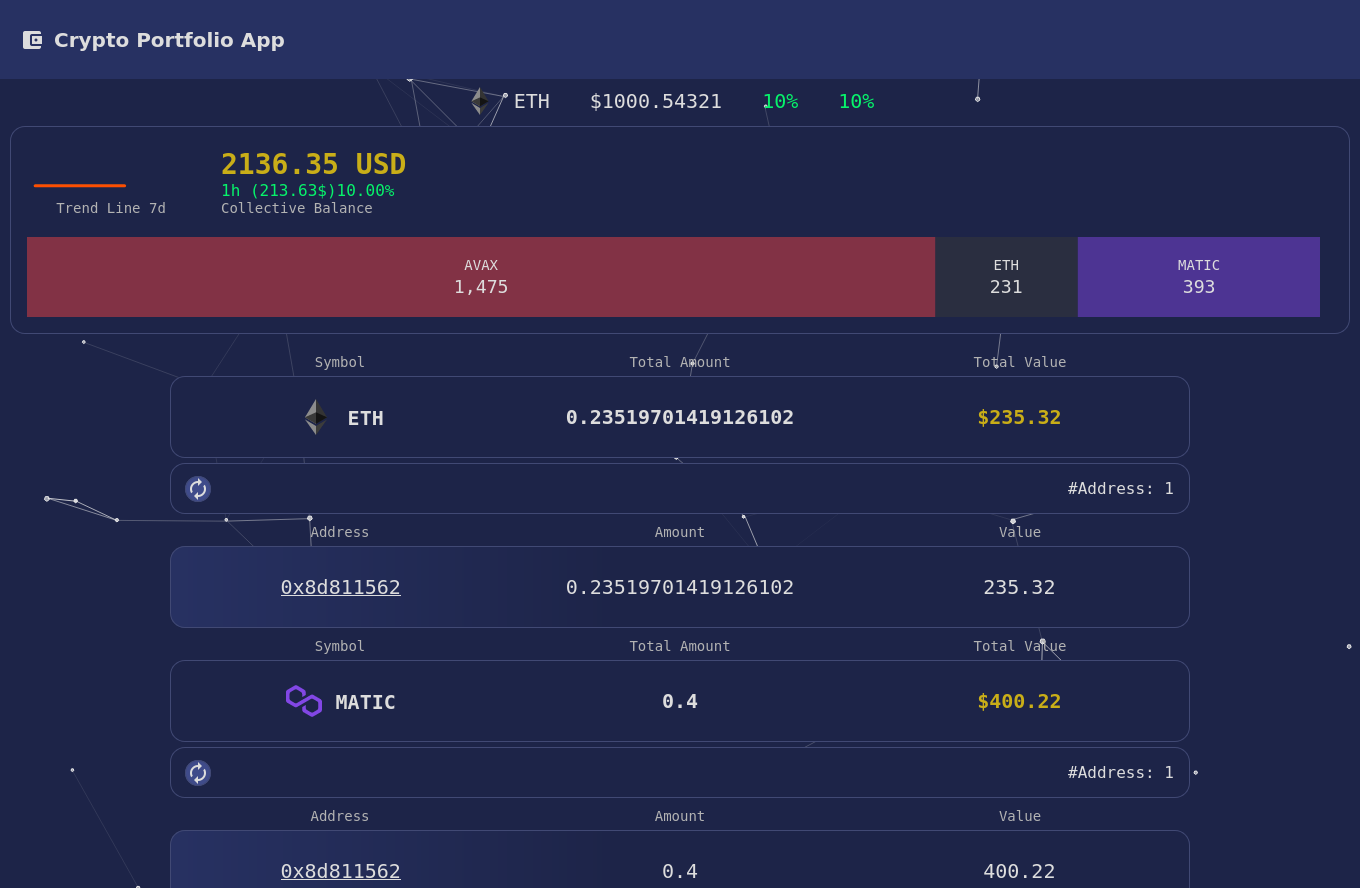 Crypto Portfolio App
ETH $1000.54321 10% 10%
2136.35 USD
1h (213.63$)10.00%
Trend Line 7d Collective Balance
AVAX ETH MATIC
1,475 231 393
Symbol Total Amount Total Value
ETH 0.23519701419126102 $235.32
#Address: 1
Address Amount Value
0x8d811562 0.23519701419126102 235.32
Symbol Total Amount Total Value
MATIC 0.4 $400.22
#Address: 1
Address Amount Value
0x8d811562 0.4 400.22